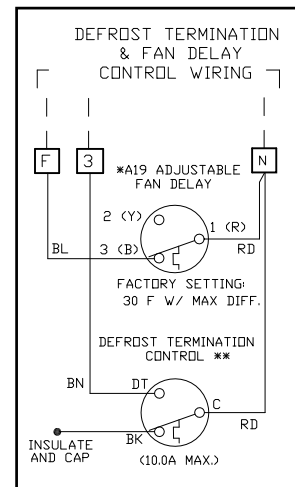 DEFROST TERMINATION
& FAN DELAY
CONTROL WIRING
F
3
N
*A19 ADJUSTABLE
FAN DELAY
2 (Y)
1 (R)
BL
3 (B)
RD
FACTORY SETTING:
30 F W/ MAX DIFF.
DEFROST TERMINATION
CONTROL **
BN
DT
C
BK
RD
INSULATE
AND CAP
(10.0A MAX.)